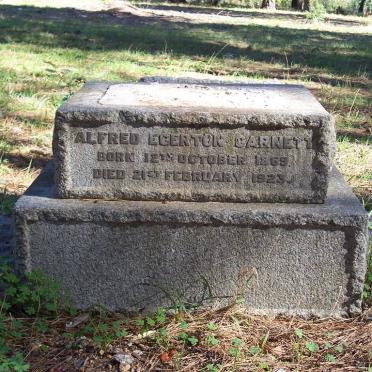 ALFRED EGERTON GARNETT
BORN 12TH OCTOBER 1869
DIED 21ST FEBRUARY 1923.